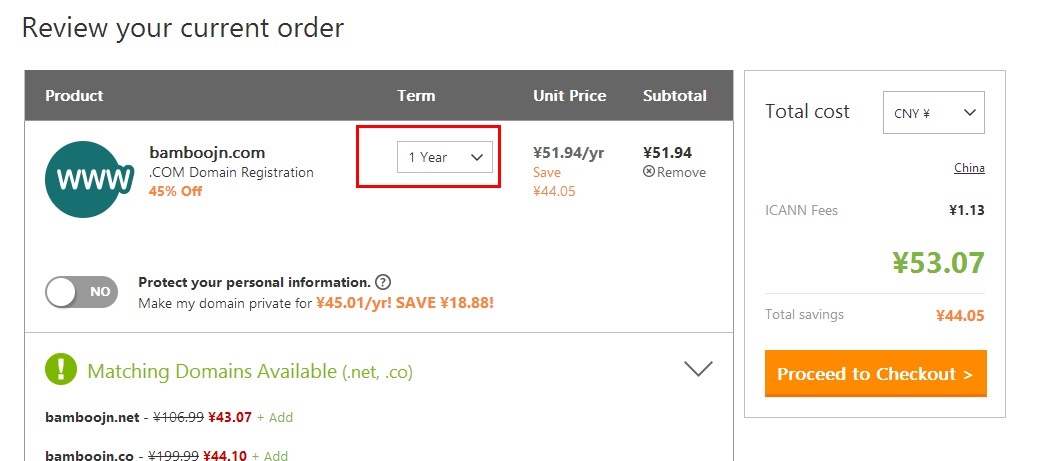 Review your current order
Product Term Unit Price Subtotal
www
bamboojn.com
.COM Domain Registration
45% Off
1 Year
¥51.94/yr
Save
¥44.05
¥51.94
Remove
NO
Protect your personal information. ?
Make my domain private for ¥45.01/yr! SAVE ¥18.88!
! Matching Domains Available (.net, .co)
bamboojn.net - ¥106.99 ¥43.07 + Add
bamboojn.co - ¥199.99 ¥44.10 + Add
Total cost CNY ¥
China
ICANN Fees ¥1.13
¥53.07
Total savings ¥44.05
Proceed to Checkout >